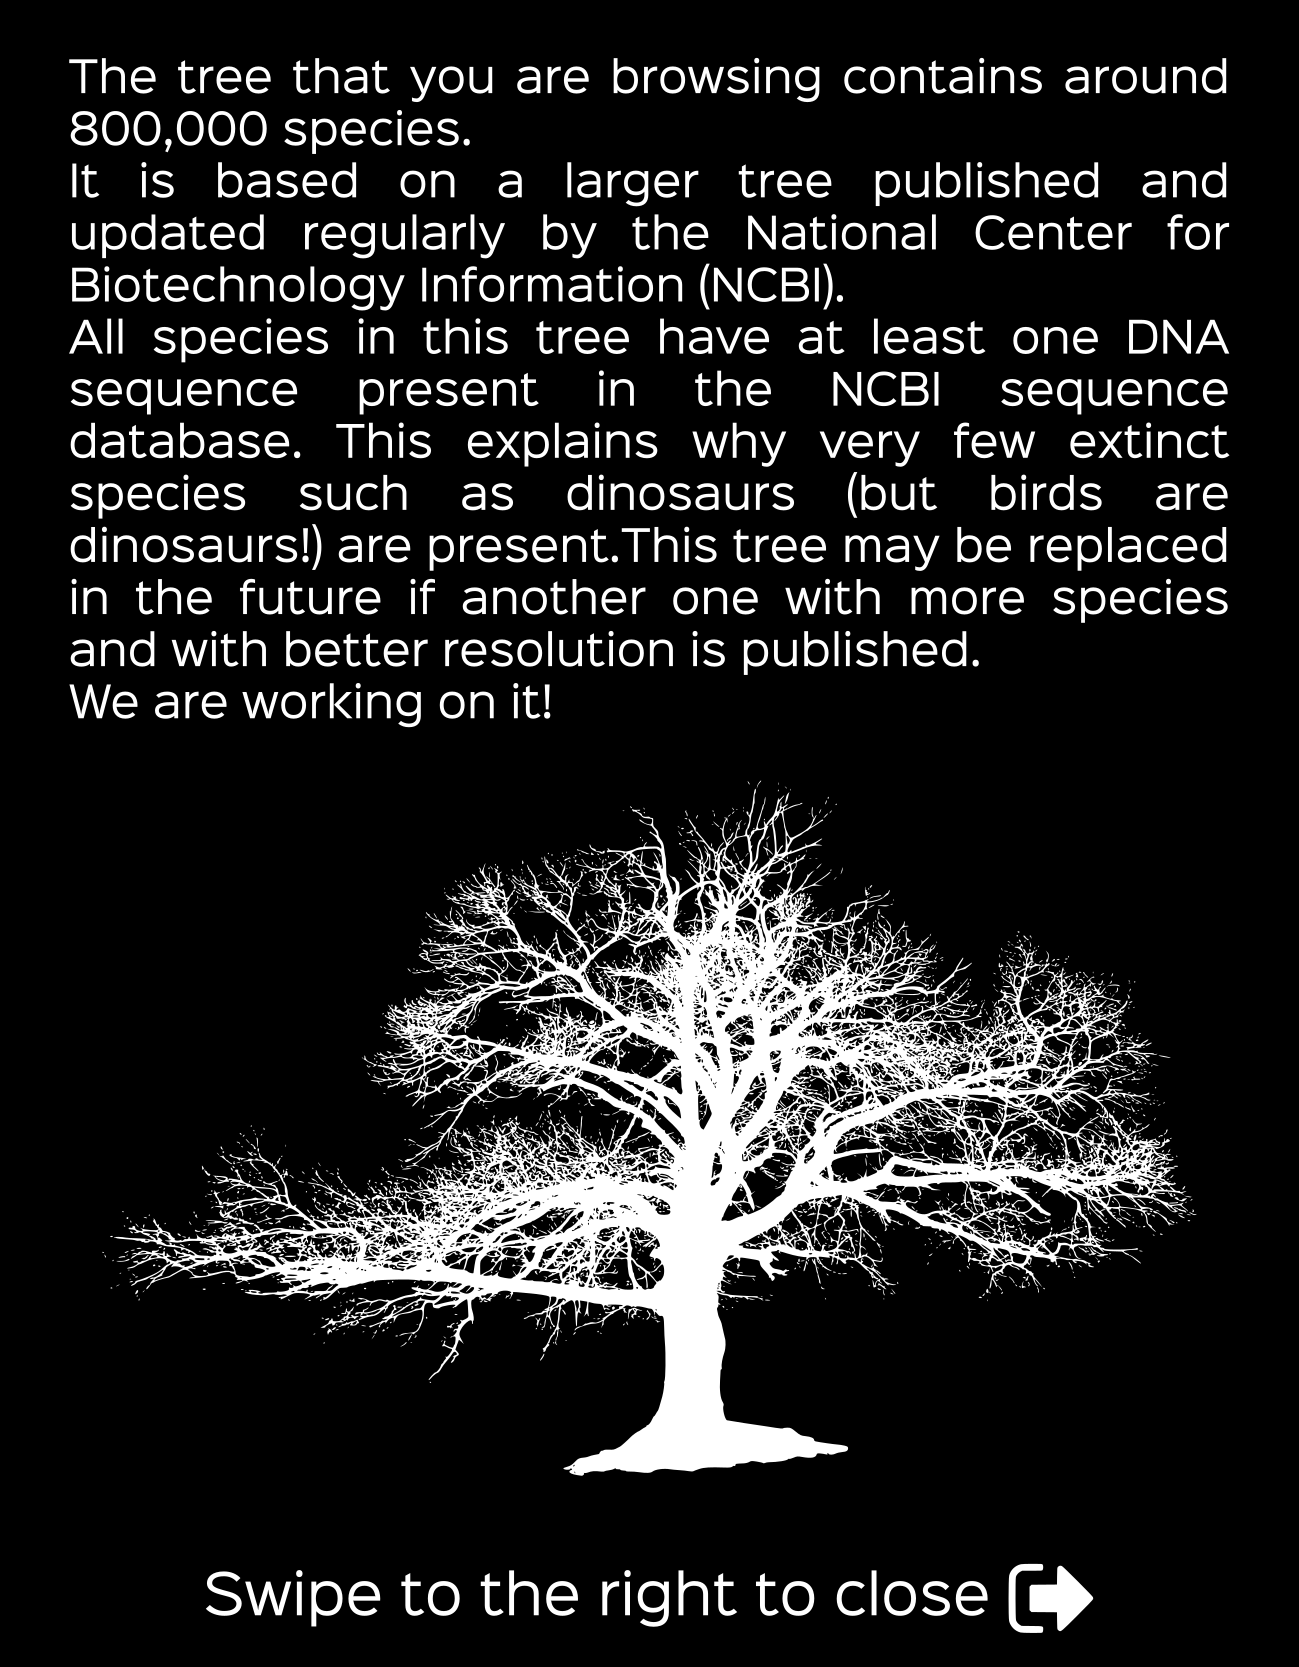 The tree that you are browsing contains around
800,000 species.
It is based on a larger tree published and
updated regularly by the National Center for
Biotechnology Information (NCBI).
All species in this tree have at least one DNA
sequence present in the NCBI sequence
database. This explains why very few extinct
species such as dinosaurs (but birds are
dinosaurs!) are present.This tree may be replaced
in the future if another one with more species
and with better resolution is published.
We are working on it!
Swipe to the right to close